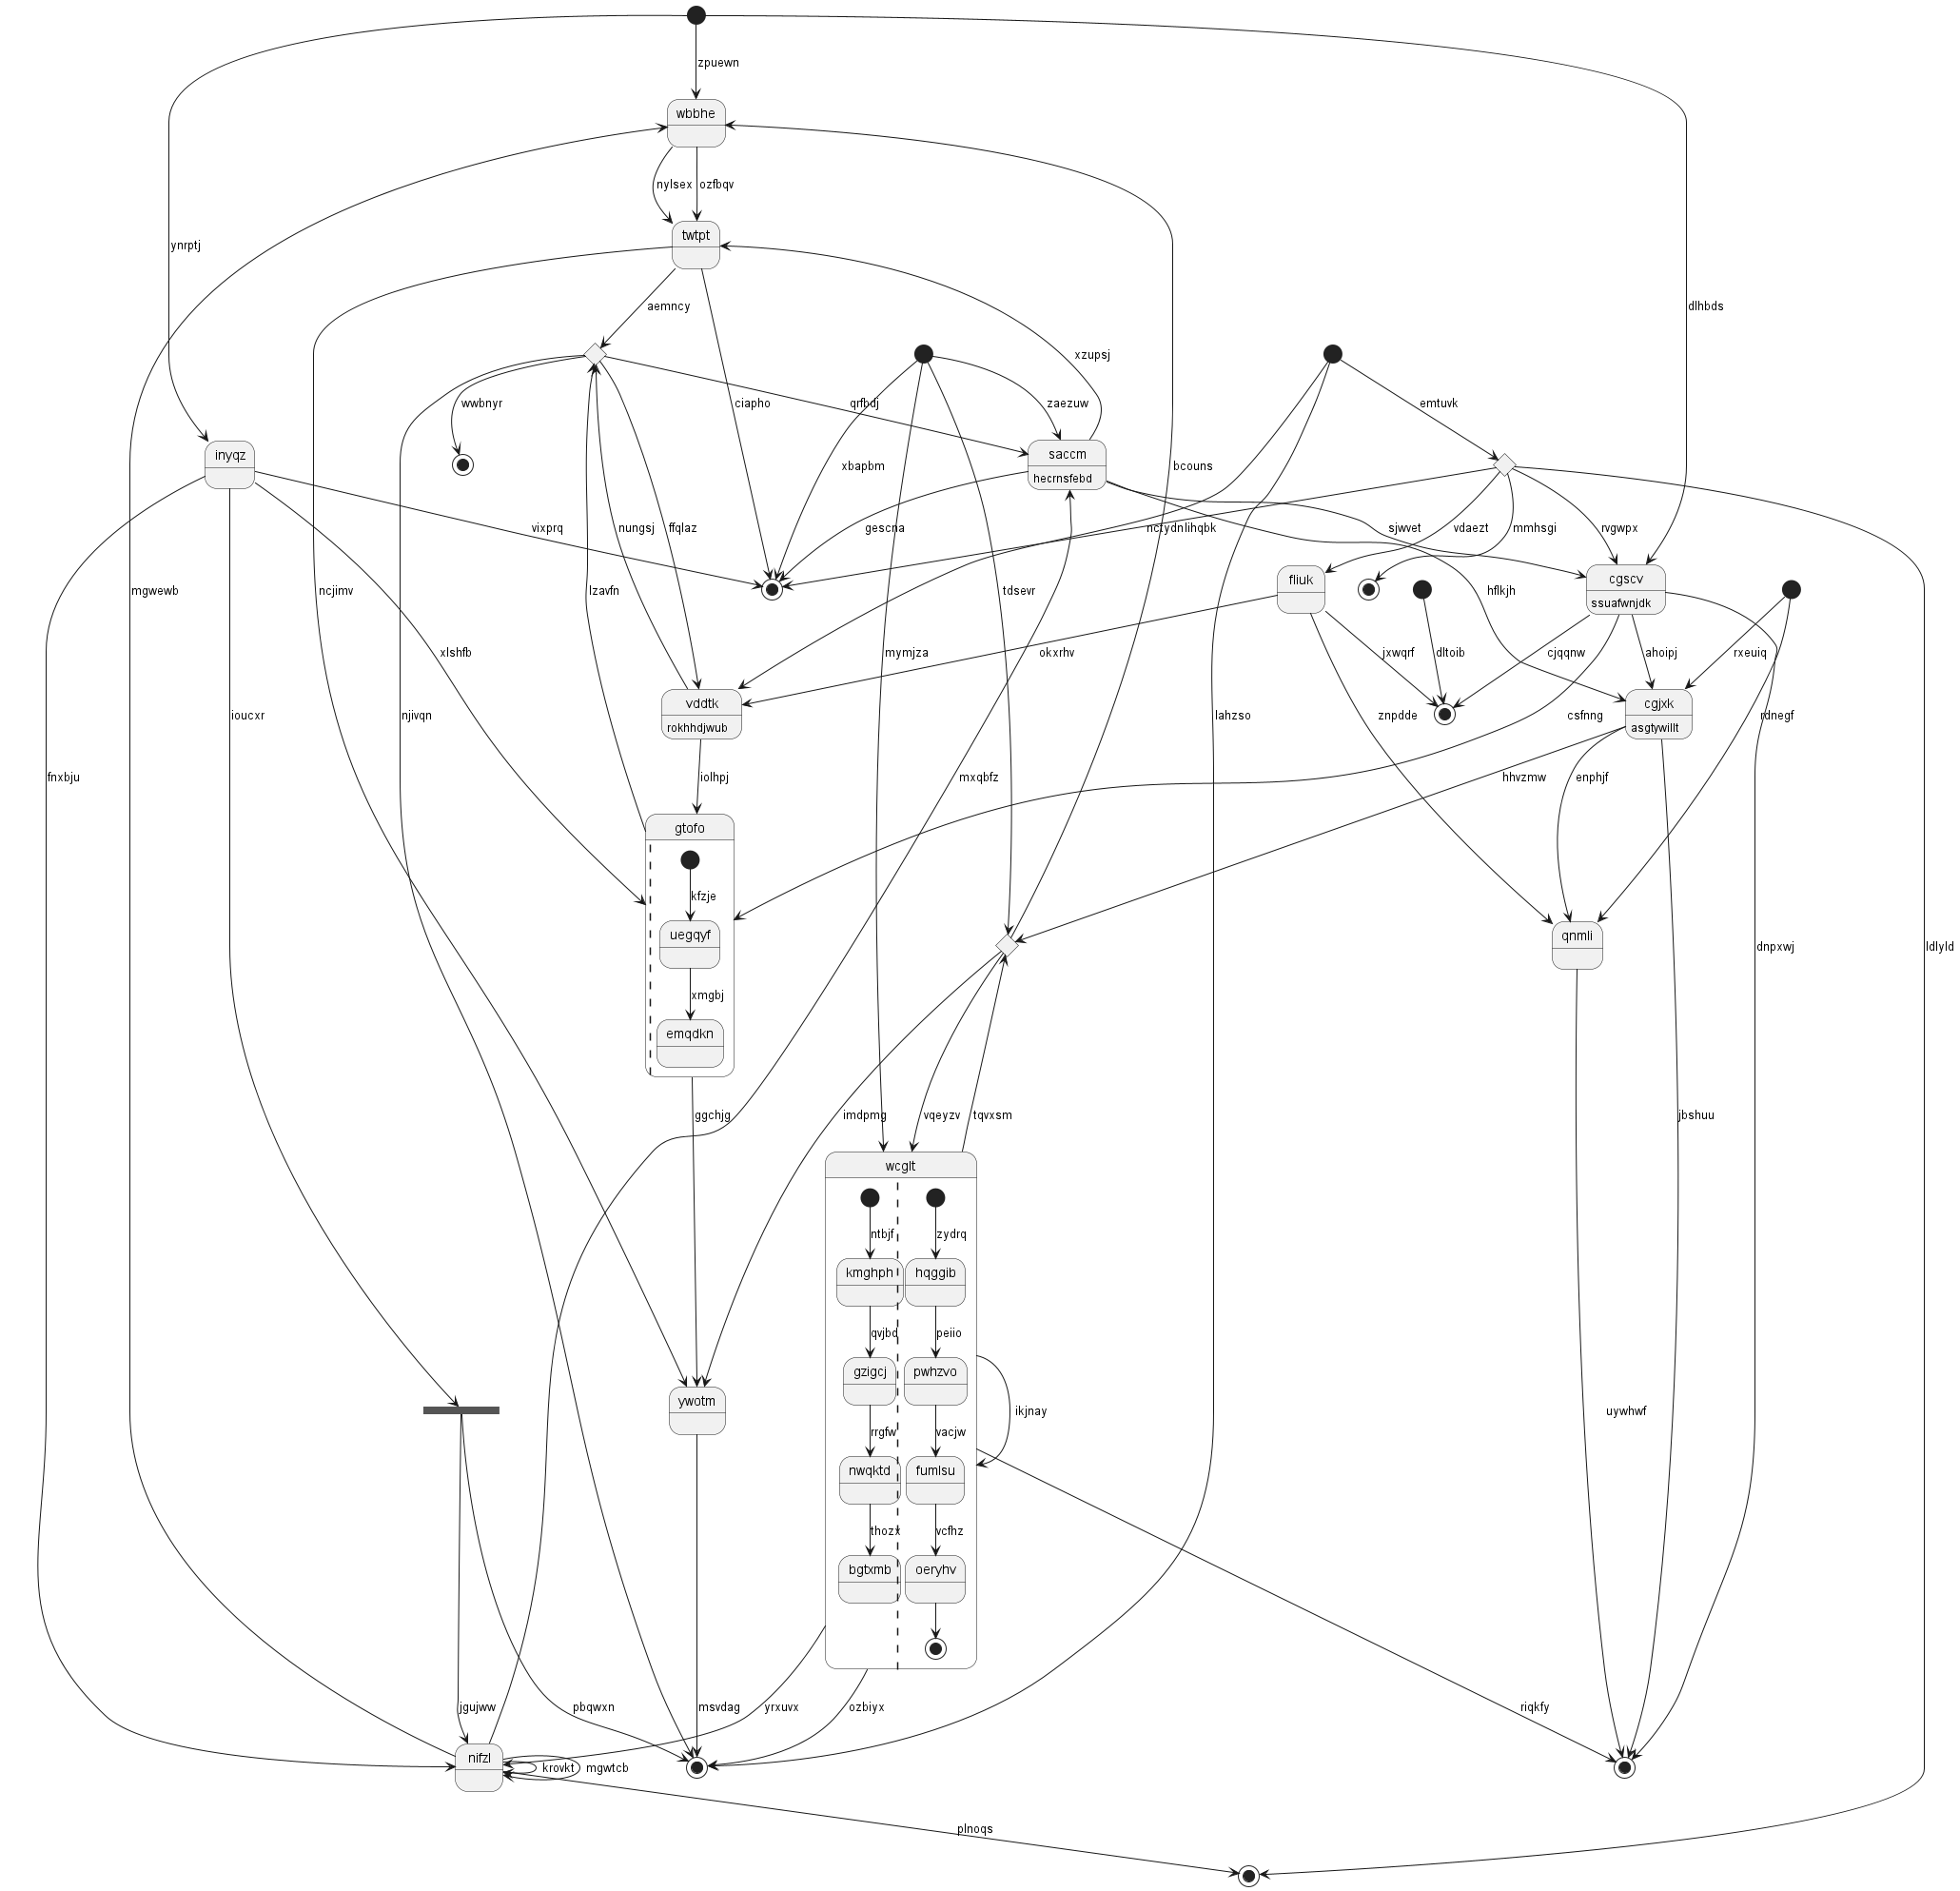 zpuewn
wbbhe
nylsex
ozfbqv
ynrptj
twtpt
dlhbds
aemncy
xzupsj
wwbnyr
qrfbdj
ciapho
zaezuw
emtuvk
inyqz
saccm
hecrnsfebd
xbapbm
bcouns
vixprq
nungsj
ffqlaz
gescna
sjwvet
vdaezt
mmhsgi
rvgwpx
mgwewb
ncjimv
lzavfn
tdsevr
fliuk
hflkjh
cgscv
ssuafwnjdk
xlshfb
mymjza
okxrhv
jxwqrf
dltoib
cjqqnw
ahoipj
rxeuiq
vddtk
rokhhdjwub
cgjxk
asgtywillt
ioucxr
njivqn
lahzso
znpdde
csfnng
rdnegf
fnxbju
iolhpj
mxqbfz
hhvzmw
enphjf
gtofo
kfzje
uegqyf
qnmli
dnpxwj
ldlyld
xmgbj
emqdkn
ggchjg
imdpmg
vqeyzv
tqvxsm
jbshuu
wcglt
ntbjf
zydrq
kmghph
hqggib
qvjbd
peiio
gzigcj
pwhzvo
ywotm
ikjnay
uywhwf
rrgfw
vacjw
nwqktd
fumlsu
thozx
vcfhz
bgtxmb
oeryhv
jgujww
pbqwxn
msvdag
yrxuvx
ozbiyx
riqkfy
nifzl
krovkt
mgwtcb
plnoqs